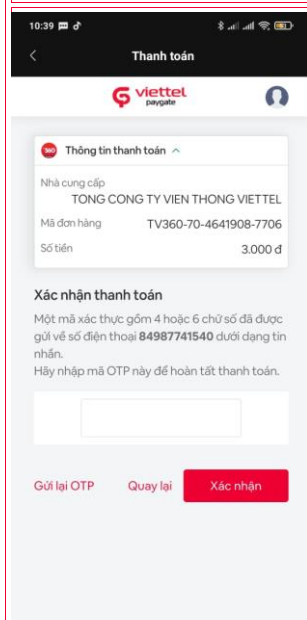 10:39
Thanh toán
viettel
paygate
360
Thông tin thanh toán
Nhà cung cấp
TONG CONG TY VIEN THONG VIETTEL
Mã đơn hàng TV360-70-4641908-7706
Số tiền 3.000 đ
Xác nhận thanh toán
Một mã xác thực gồm 4 hoặc 6 chữ số đã được
gửi về số điện thoại 84987741540 dưới dạng tin
nhắn.
Hãy nhập mã OTP này để hoàn tất thanh toán.
Gửi lại OTP Quay lại Xác nhận